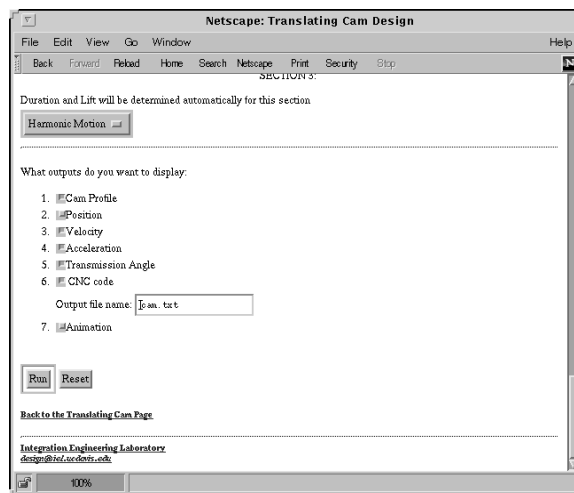 Netscape: Translating Cam Design
File Edit View Go Window Help
Back Forward Reload Home Search Netscape Print Security Stop N
SECTION 3:
Duration and Lift will be determined automatically for this section
Harmonic Motion
What outputs do you want to display:
1. Cam Profile
2. Position
3. Velocity
4. Acceleration
5. Transmission Angle
6. CNC code
Output file name: cam.txt
7. Animation
Run Reset
Back to the Translating Cam Page
Integration Engineering Laboratory
design@iel.ucdavis.edu
100%